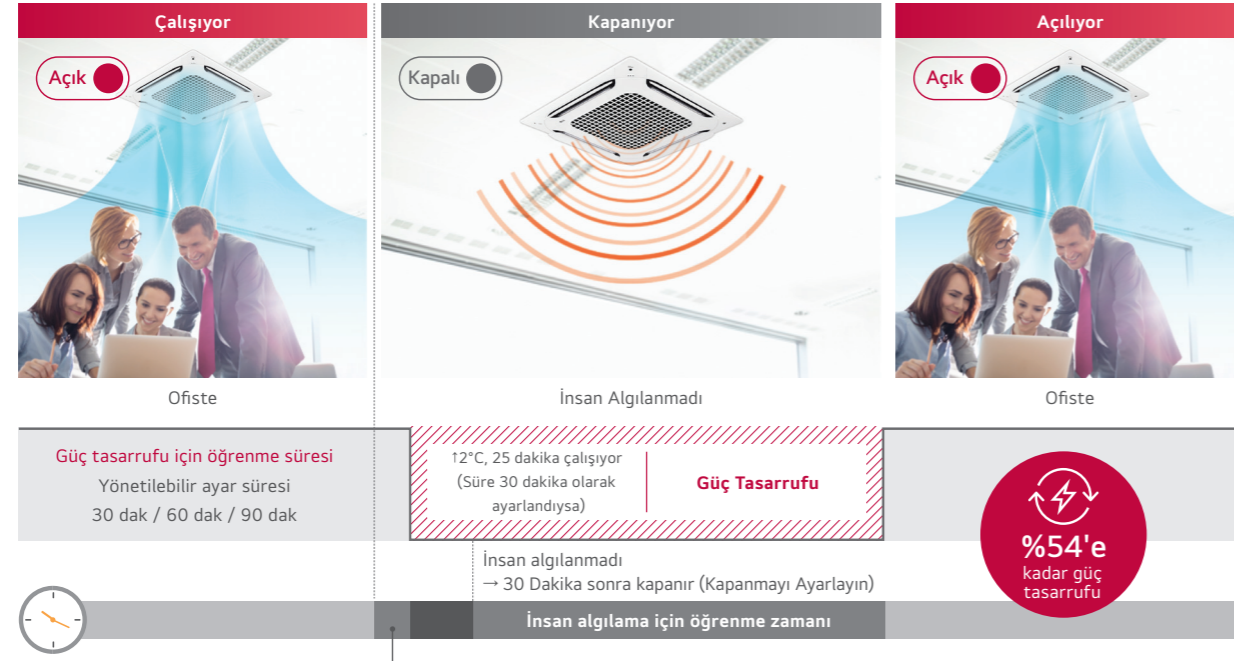 Çalışıyor
Kapanıyor
Açılıyor
Açık
Kapalı
Açık
Ofiste
İnsan Algılanmadı
Ofiste
Güç tasarrufu için öğrenme süresi
Yönetilebilir ayar süresi
30 dak / 60 dak / 90 dak
↑2°C, 25 dakika çalışıyor
(Süre 30 dakika olarak
ayarlandıysa)
Güç Tasarrufu
%54'e
kadar güç
tasarrufu
İnsan algılanmadı
→ 30 Dakika sonra kapanır (Kapanmayı Ayarlayın)
İnsan algılama için öğrenme zamanı